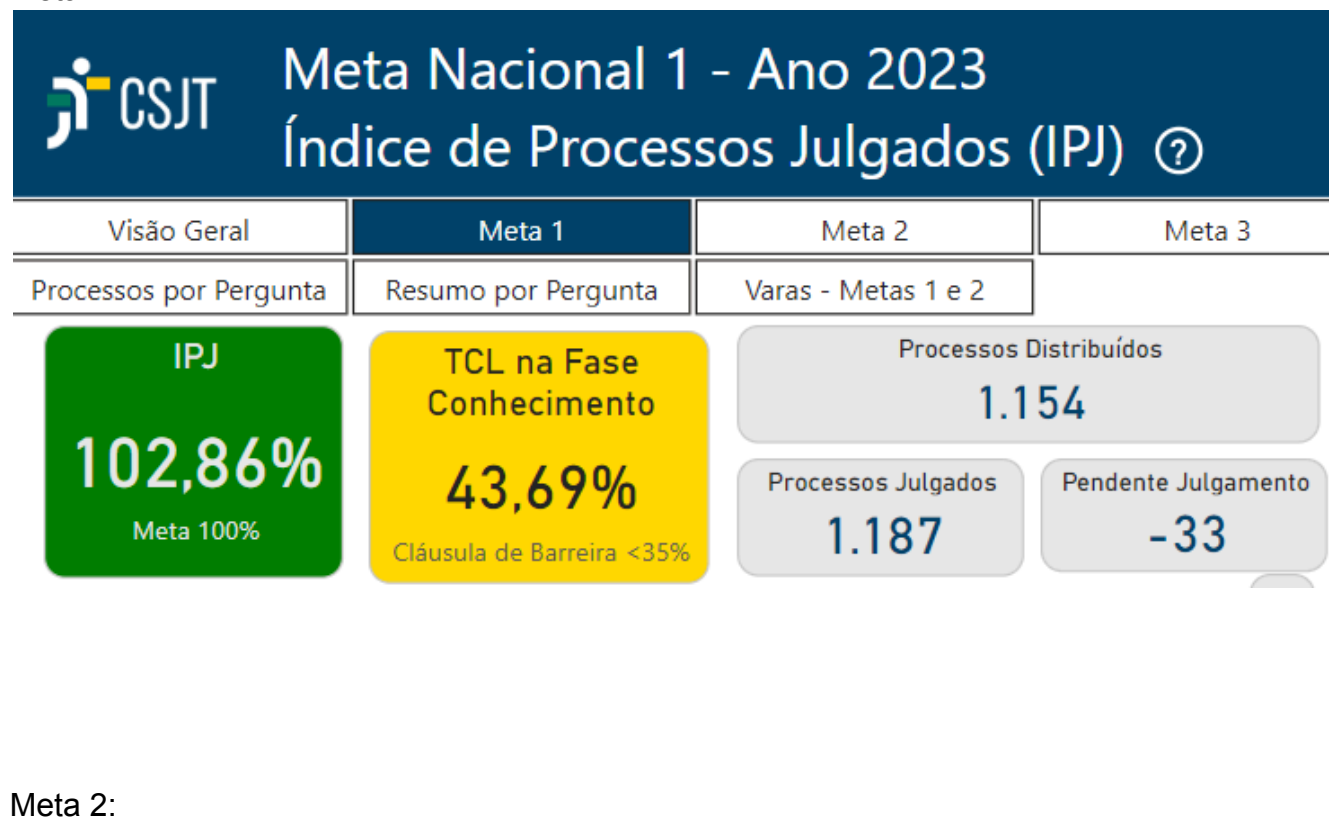 CSJT
Meta Nacional 1 - Ano 2023
Índice de Processos Julgados (IPJ) ?
Visão Geral
Meta 1
Meta 2
Meta 3
Processos por Pergunta
Resumo por Pergunta
Varas - Metas 1 e 2
IPJ
102,86%
Meta 100%
TCL na Fase
Conhecimento
43,69%
Cláusula de Barreira <35%
Processos Distribuídos
1.154
Processos Julgados
1.187
Pendente Julgamento
-33
Meta 2: